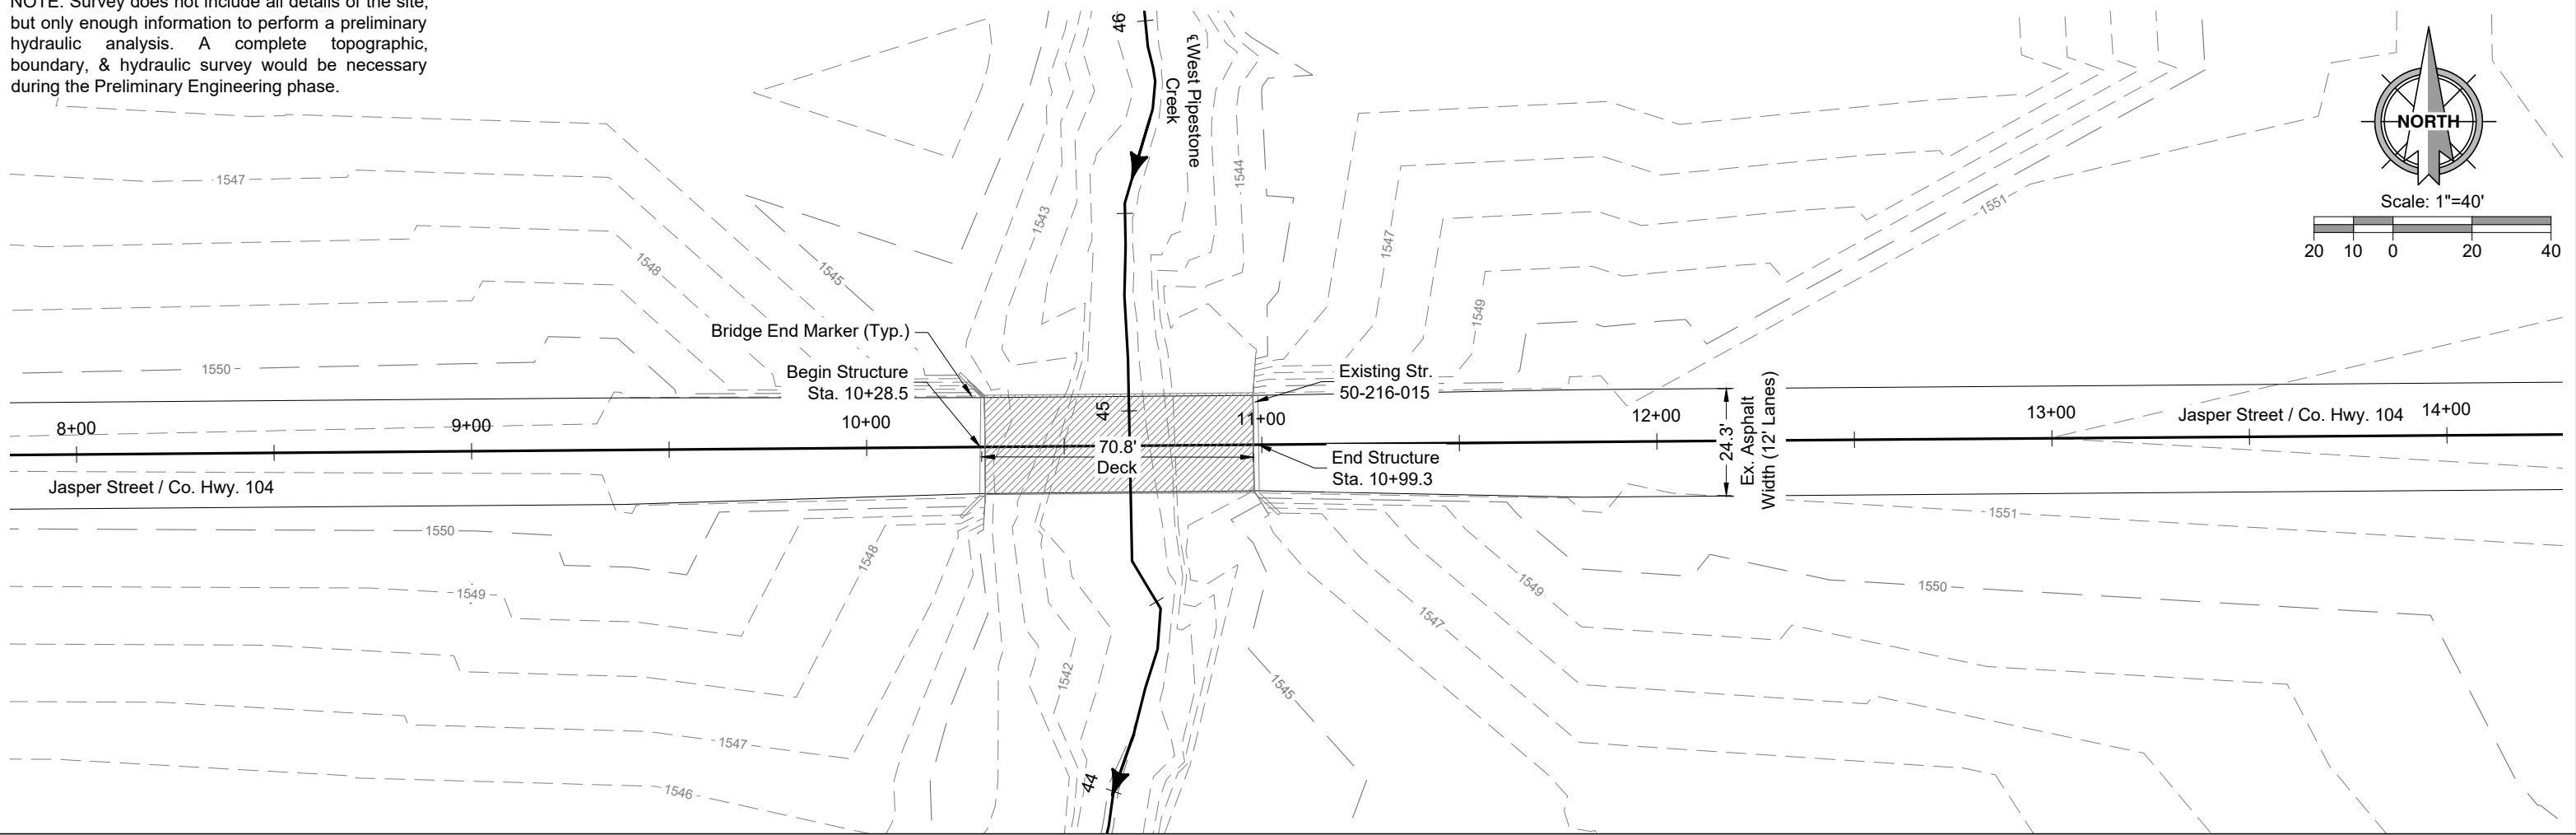 NOTE: Survey does not include all details of the site,
but only enough information to perform a preliminary
hydraulic analysis. A complete topographic,
boundary, & hydraulic survey would be necessary
during the Preliminary Engineering phase.
46
℄ West Pipestone
Creek
NORTH
Scale: 1"=40'
20 10 0 20 40
1547
1543
1544
1547
1551
1548
1545
1549
Bridge End Marker (Typ.)
Begin Structure
Sta. 10+28.5
Existing Str.
50-216-015
1550
8+00
9+00
10+00
45
11+00
12+00
13+00
14+00
Jasper Street / Co. Hwy. 104
70.8'
Deck
End Structure
Sta. 10+99.3
24.3'
Ex. Asphalt
Width (12' Lanes)
Jasper Street / Co. Hwy. 104
1550
1551
1548
1549
1549
1550
1547
1542
1545
1547
1546
44